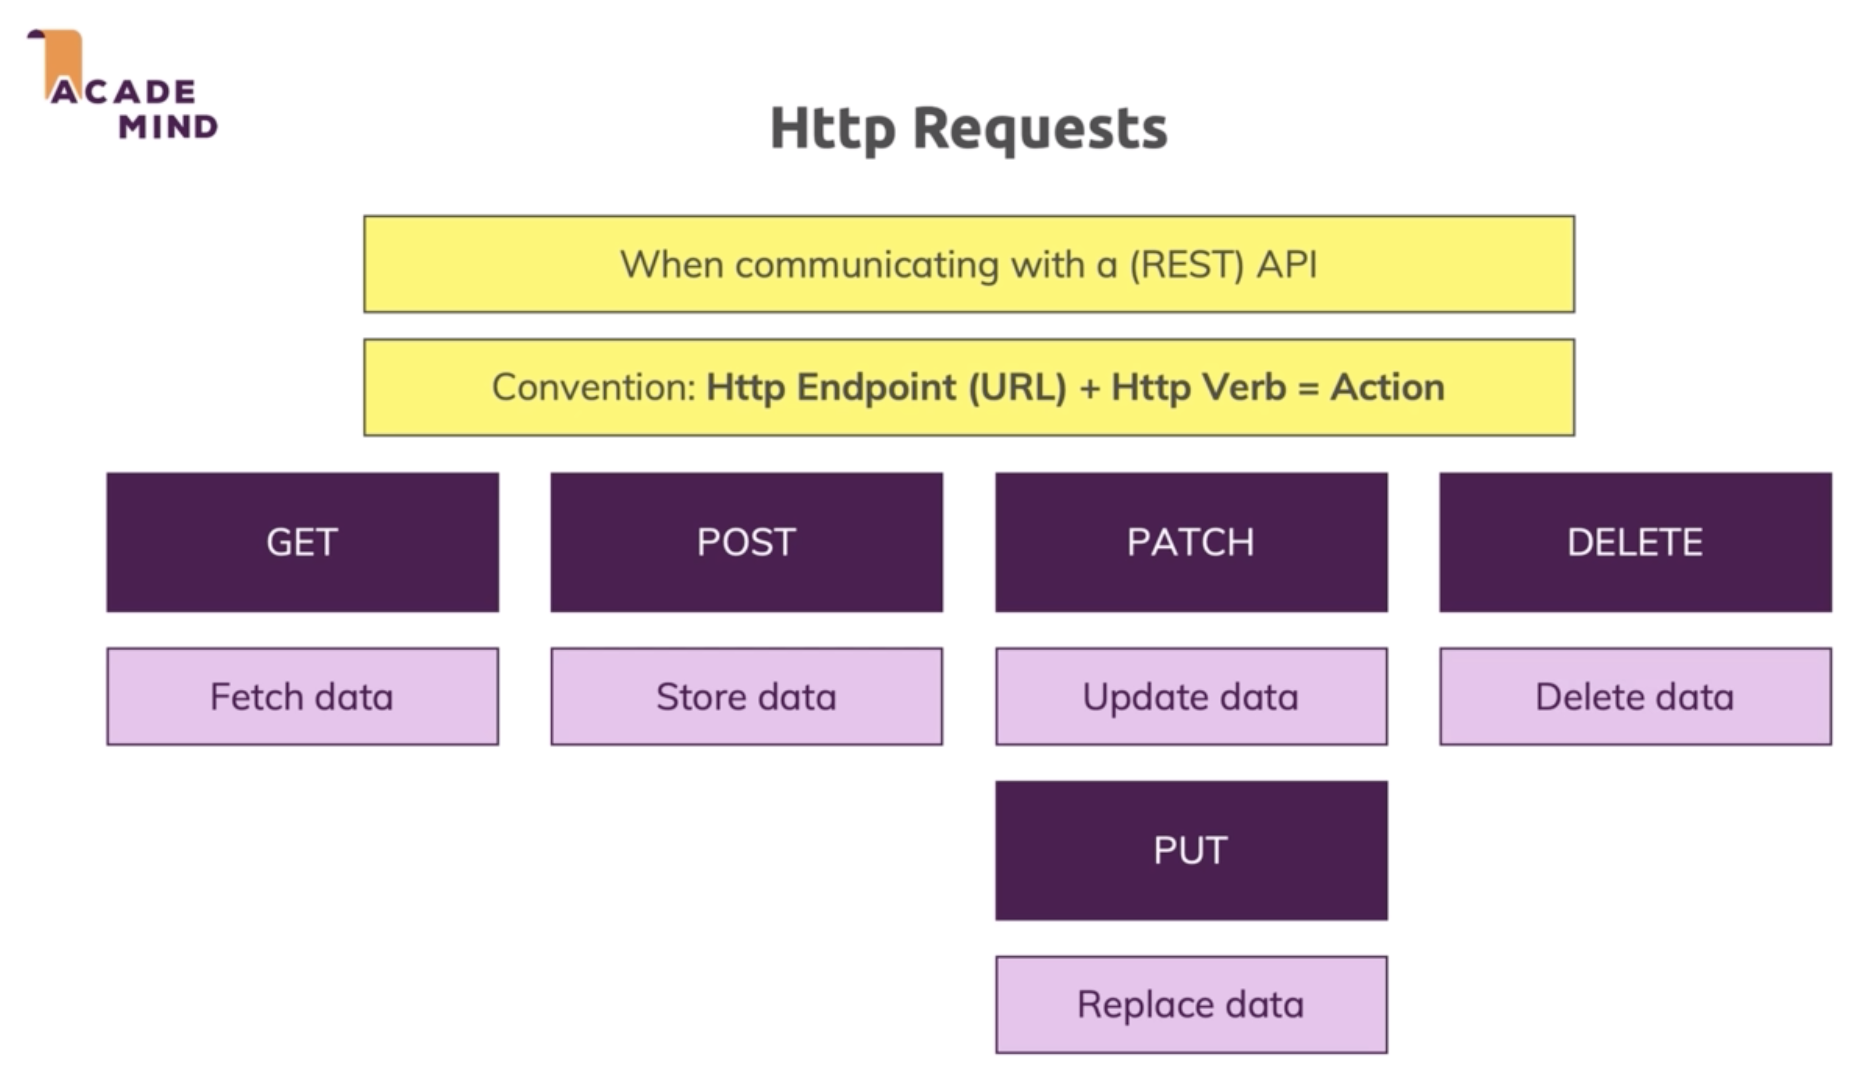 ACADE
MIND
Http Requests
When communicating with a (REST) API
Convention: Http Endpoint (URL) + Http Verb = Action
GET
POST
PATCH
DELETE
Fetch data
Store data
Update data
Delete data
PUT
Replace data